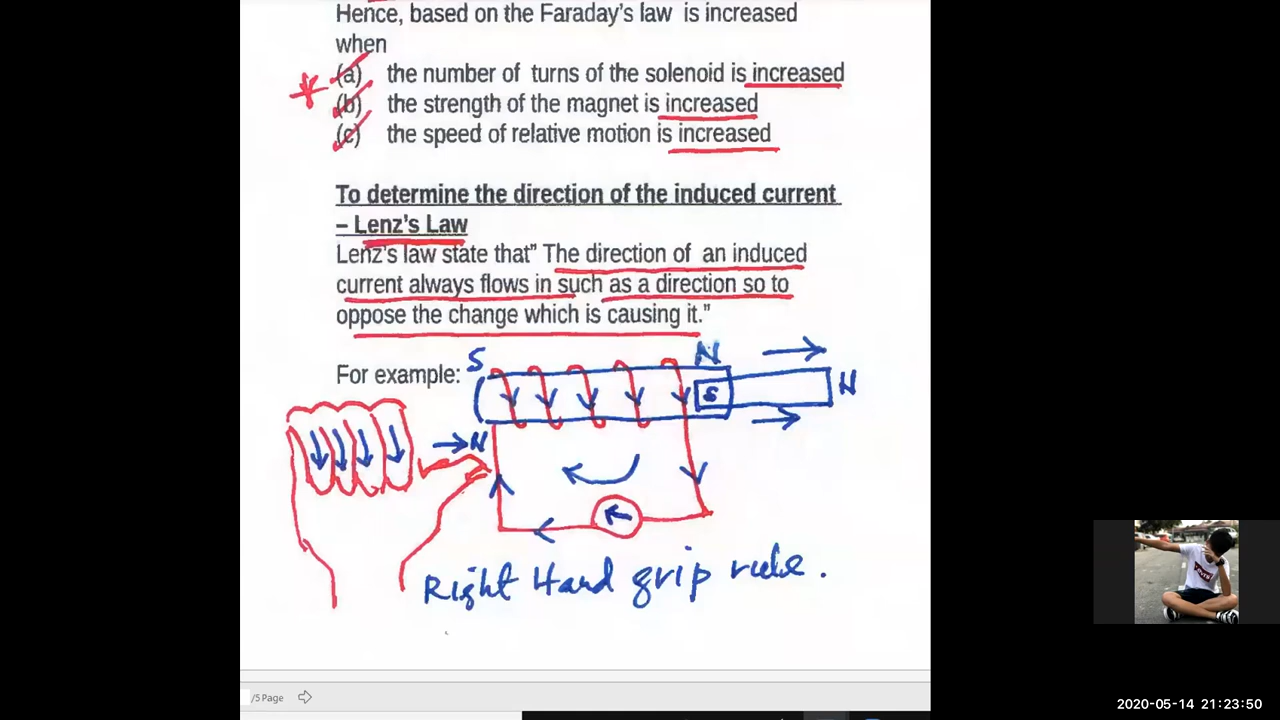 Hence, based on the Faraday's law is increased
when
(a) the number of turns of the solenoid is increased
(b) the strength of the magnet is increased
(c) the speed of relative motion is increased
To determine the direction of the induced current
– Lenz's Law
Lenz's law state that" The direction of an induced
current always flows in such as a direction so to
oppose the change which is causing it."
For example:
S
N
S
N
N
Right Hand grip rule.
/5 Page
2020-05-14 21:23:50